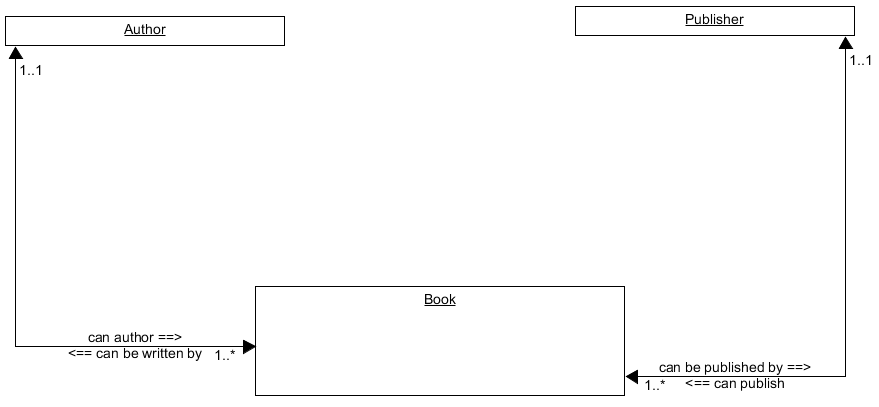 Author
Publisher
1..1
1..1
Book
can author ==>
<== can be written by
1..*
can be published by ==>
1..*
<== can publish